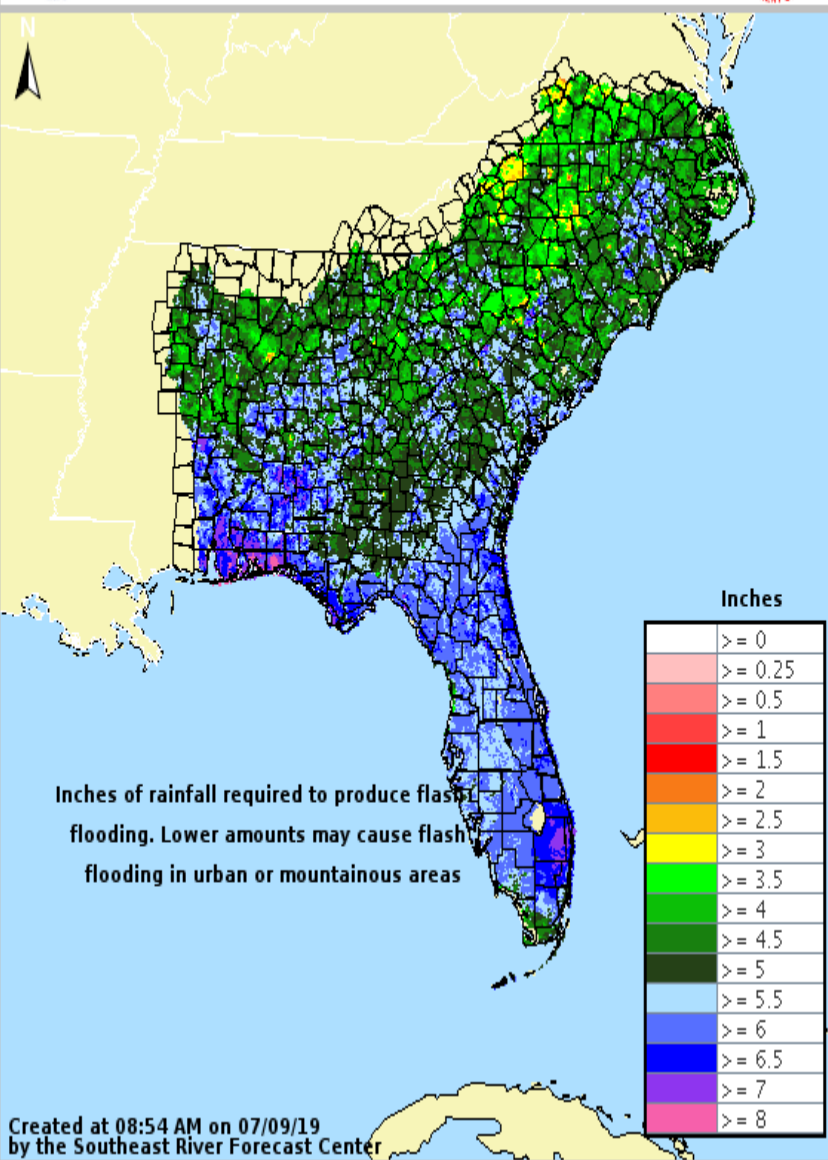 N
Inches
>= 0
>= 0.25
>= 0.5
>= 1
>= 1.5
>= 2
>= 2.5
>= 3
>= 3.5
>= 4
>= 4.5
>= 5
>= 5.5
>= 6
>= 6.5
>= 7
>= 8
Inches of rainfall required to produce flash
flooding. Lower amounts may cause flash
flooding in urban or mountainous areas
Created at 08:54 AM on 07/09/19
by the Southeast River Forecast Center